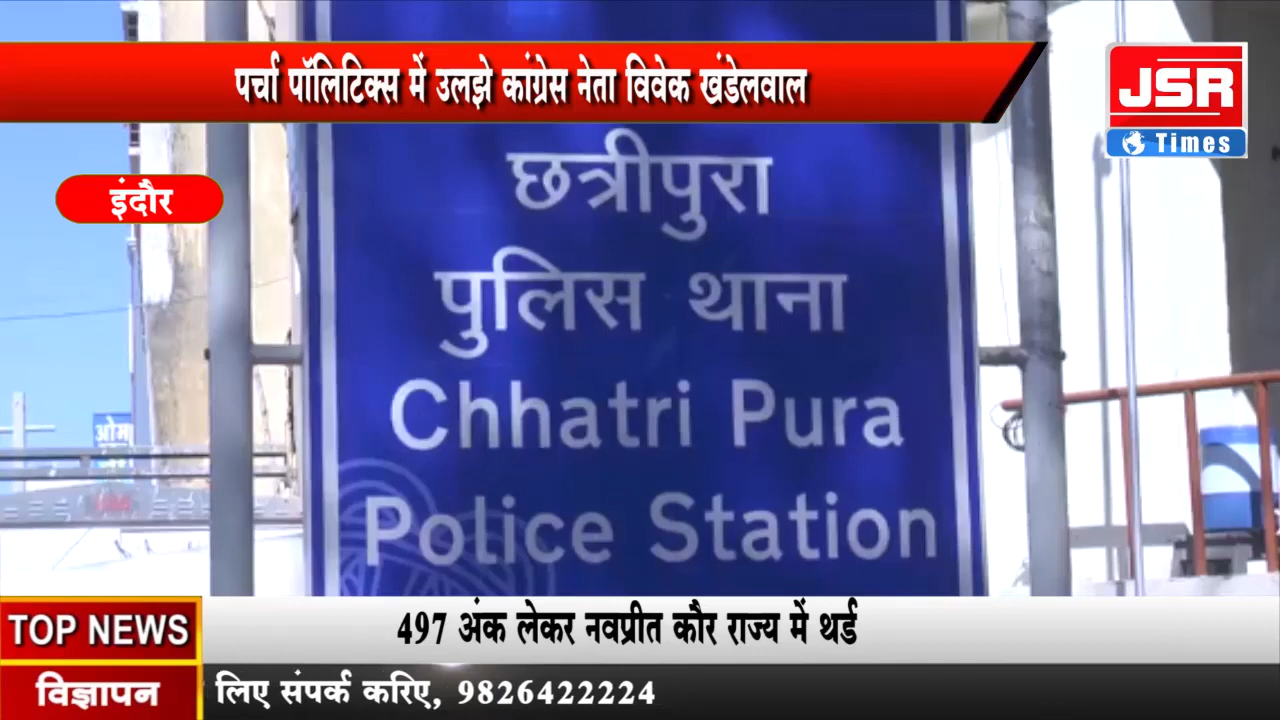 पर्चा पॉलिटिक्स में उलझे कांग्रेस नेता विवेक खंडेलवाल
JSR
Times
इंदौर
छत्रीपुरा
पुलिस थाना
Chhatri Pura
Police Station
TOP NEWS
497 अंक लेकर नवप्रीत कौर राज्य में थर्ड
विज्ञापन
लिए संपर्क करिए, 9826422224